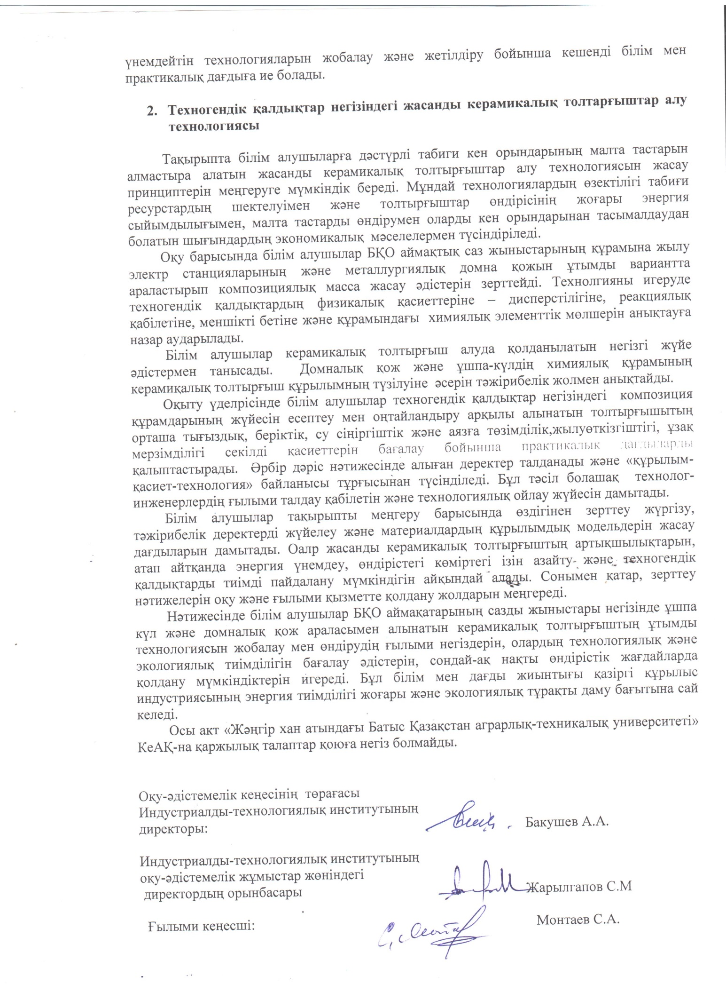 үнемдейтін технологияларын жобалау және жетілдіру бойынша кешенді білім мен
практикалық дағдыға ие болады.
2. Техногендік қалдықтар негізіндегі жасанды керамикалық толтарғыштар алу
технологиясы
Тақырыпта білім алушыларға дәстүрлі табиги кен орындарының малта тастарын
алмастыра алатын жасанды керамикалық толтырғыштар алу технологиясын жасау
принциптерін меңгеруге мүмкіндік береді. Мұндай технологиялардың өзектілігі табиғи
ресурстардың шектелуімен және толтырғыштар өндірісінің жоғары энергия
сыйымдылығымен, малта тастарды өндірумен оларды кен орындарынан тасымалдаудан
болатын шығындардың экономикалық мәселелермен түсіндіріледі.
Оқу барысында білім алушылар БҚО аймақтық саз жыныстарының құрамына жылу
электр станцияларының және металлургиялық домна қожын ұтымды вариантта
араластырып композициялық масса жасау әдістерін зерттейді. Технолгияны игеруде
техногендік қалдықтардың физикалық қасиеттеріне – дисперстілігіне, реакциялық
қабілетіне, меншікті бетіне және құрамындағы химиялық элементтік мөлшерін анықтауға
назар аударылады.
Білім алушылар керамикалық толтырғыш алуда қолданылатын негізгі жүйе
әдістермен танысады. Домналық қож және ұшпа-күлдің химиялық құрамының
керамиқалық толтырғыш құрылымның түзілуіне әсерін тәжірибелік жолмен анықтайды.
Оқыту үделрісінде білім алушылар техногендік қалдықтар негізіндегі композиция
құрамдарының жүйесін есептеу мен оңтайландыру арқылы алынатын толтырғышытың
орташа тығыздық, беріктік, су сіңіргіштік және аязға төзімділік,жылуөткізгіштігі, ұзақ
мерзімділігі секілді қасиеттерін бағалау бойынша практикалық дағдыларды
қалыптастырады. Әрбір дәріс нәтижесінде алыған деректер талданады және «құрылым-
қасиет-технология» байланысы тұрғысынан түсінділеді. Бұл тәсіл болашақ технолог-
инженерлердің ғылыми талдау қабілетін және технологиялық ойлау жүйесін дамытады.
Білім алушылар тақырыпты меңгеру барысында өздігінен зерттеу жүргізу,
тәжірибелік деректерді жүйелеу және материалдардың құрылымдық модельдерін жасау
дағдыларын дамытады. Оалр жасанды керамикалық толтырғыштың артықшылықтарын,
атап айтқанда энергия үнемдеу, өндірістегі көміртегі ізін азайту және техногендік
қалдықтарды тиімді пайдалану мүмкіндігін айқындай алады. Сонымен қатар, зерттеу
нәтижелерін оқу және ғылыми қызметте қолдану жолдарын меңгереді.
Нәтижесінде білім алушылар БҚО аймақатарының сазды жыныстары негізінде ұшпа
күл және домналық қож араласымен алынатын керамикалық толтырғыштың ұтымды
технологиясын жобалау мен өндірудің ғылыми негіздерін, олардың технологиялық және
экологиялық тиімділігін бағалау әдістерін, сондай-ақ нақты өндірістік жағдайларда
қолдану мүмкіндіктерін игереді. Бұл білім мен дағды жиынтығы қазіргі құрылыс
индустриясының энергия тиімділігі жоғары және экологиялық тұрақты даму бағытына сай
келеді.
Осы акт «Жәңгір хан атындағы Батыс Қазақстан аграрлық-техникалық университеті»
КеАҚ-на қаржылық талаптар қоюға негіз болмайды.
Оқу-әдістемелік кеңесінің төрағасы
Индустриалды-технологиялық институтының
директоры: Бакушев А.А.
Индустриалды-технологиялық институтының
оқу-әдістемелік жұмыстар жөніндегі
директордың орынбасары Жарылгапов С.М
Ғылыми кеңесші: Монтаев С.А.